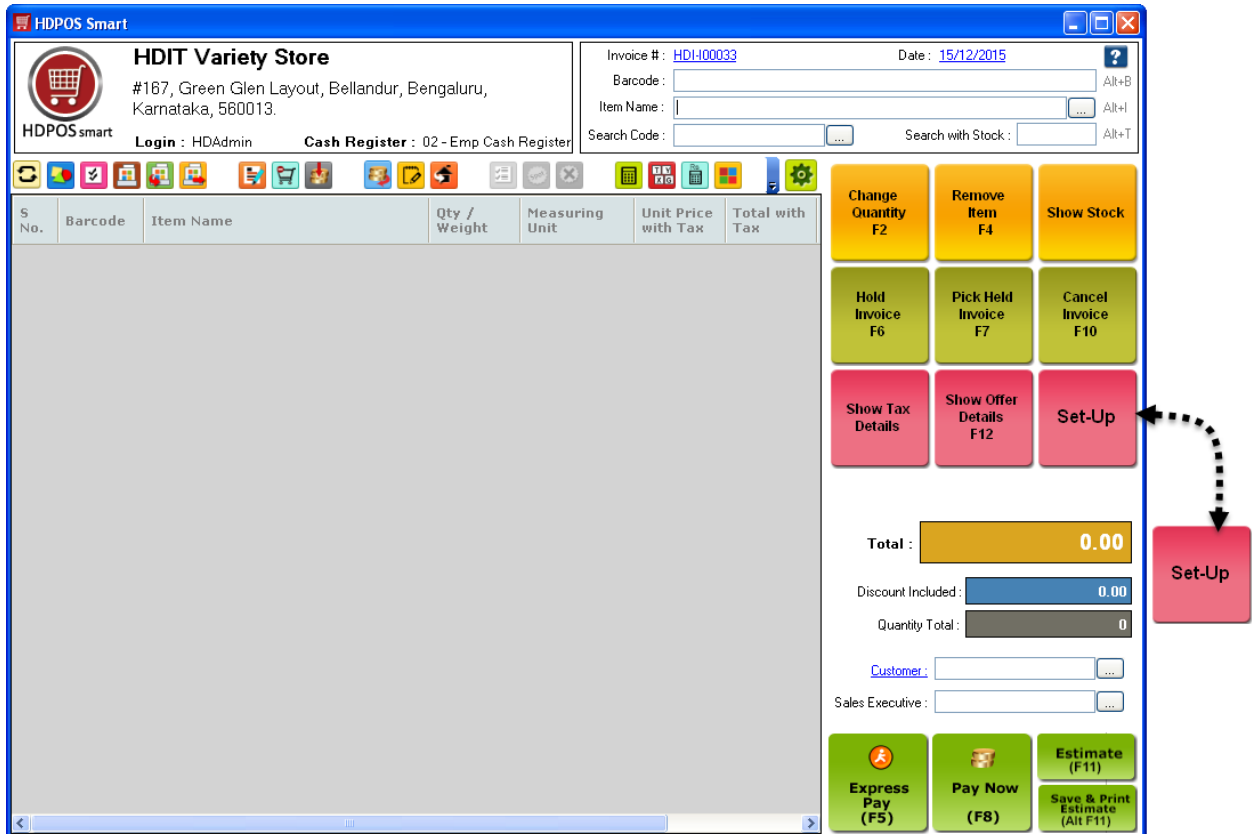 HDPOS Smart
HDIT Variety Store
#167, Green Glen Layout, Bellandur, Bengaluru,
Karnataka, 560013.
HDPOS smart
Login : HDAdmin Cash Register : 02 - Emp Cash Register
Invoice # : HDI-I00033 Date : 15/12/2015 ?
Barcode : Alt+B
Item Name : ... Alt+I
Search Code : ... Search with Stock : Alt+T
S No. Barcode Item Name Qty / Weight Measuring Unit Unit Price with Tax Total with Tax
Change
Quantity
F2
Remove
Item
F4
Show Stock
Hold
Invoice
F6
Pick Held
Invoice
F7
Cancel
Invoice
F10
Show Tax
Details
Show Offer
Details
F12
Set-Up
Set-Up
Total : 0.00
Discount Included : 0.00
Quantity Total : 0
Customer : ...
Sales Executive : ...
Express
Pay
(F5)
Pay Now
(F8)
Estimate
(F11)
Save & Print
Estimate
(Alt F11)